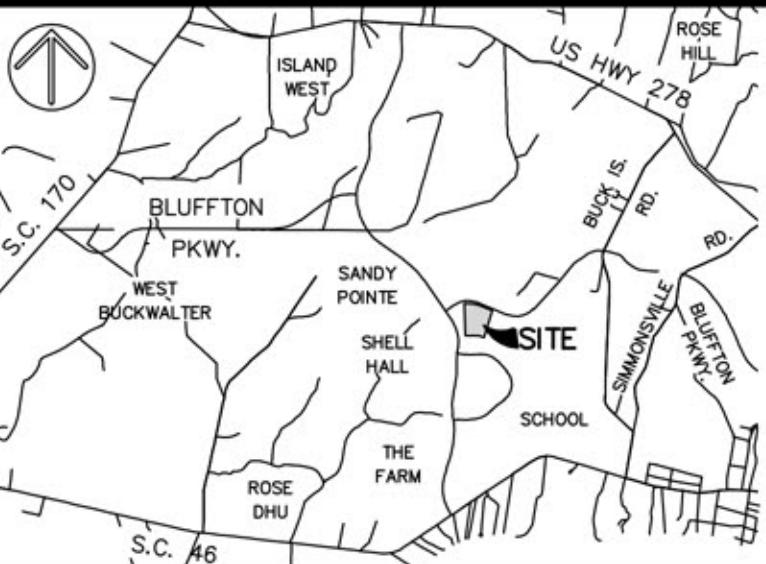 ROSE
HILL
US HWY 278
ISLAND
WEST
S.C. 170
BLUFFTON
PKWY.
BUCK IS.
RD.
RD.
SANDY
POINTE
WEST
BUCKWALTER
SIMMONSVILLE
BLUFFTON
PKWY.
SHELL
HALL
SITE
SCHOOL
THE
FARM
ROSE
DHU
S.C. 46